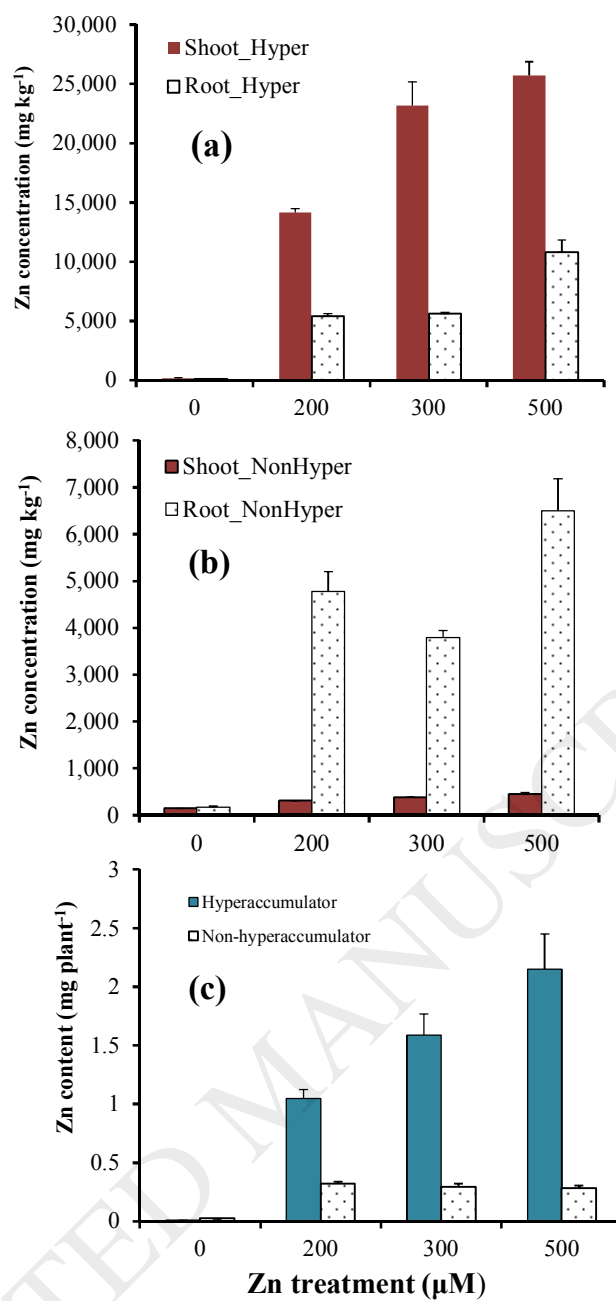 30,000
25,000
20,000
15,000
10,000
5,000
0
Zn concentration (mg kg⁻¹)
Shoot_Hyper
Root_Hyper
(a)
0 200 300 500
8,000
7,000
6,000
5,000
4,000
3,000
2,000
1,000
0
Zn concentration (mg kg⁻¹)
Shoot_NonHyper
Root_NonHyper
(b)
0 200 300 500
3
2.5
2
1.5
1
0.5
0
Zn content (mg plant⁻¹)
Hyperaccumulator
Non-hyperaccumulator
(c)
0 200 300 500
Zn treatment (µM)
TED MANUSC